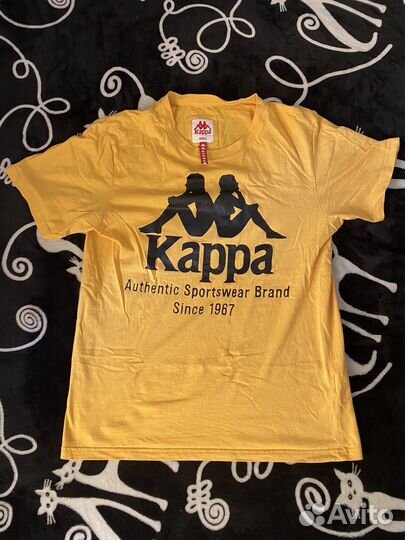 Kappa
Kappa
Authentic Sportswear Brand
Since 1967
Avito